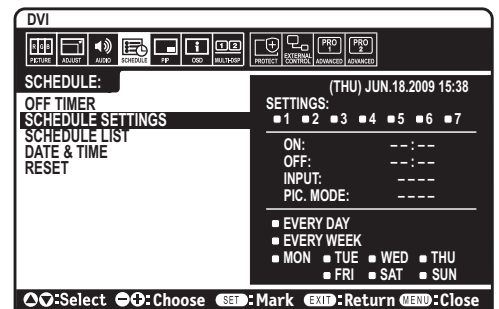 DVI
R G B
1 2
PRO 1
PRO 2
PICTURE ADJUST AUDIO SCHEDULE PIP OSD MULTI-DSP PROTECT EXTERNAL CONTROL ADVANCED ADVANCED
SCHEDULE:
OFF TIMER
SCHEDULE SETTINGS
SCHEDULE LIST
DATE & TIME
RESET
(THU) JUN.18.2009 15:38
SETTINGS:
1 2 3 4 5 6 7
ON: --:--
OFF: --:--
INPUT: ----
PIC. MODE: ----
EVERY DAY
EVERY WEEK
MON TUE WED THU
FRI SAT SUN
:Select :Choose SET:Mark EXIT:Return MENU:Close